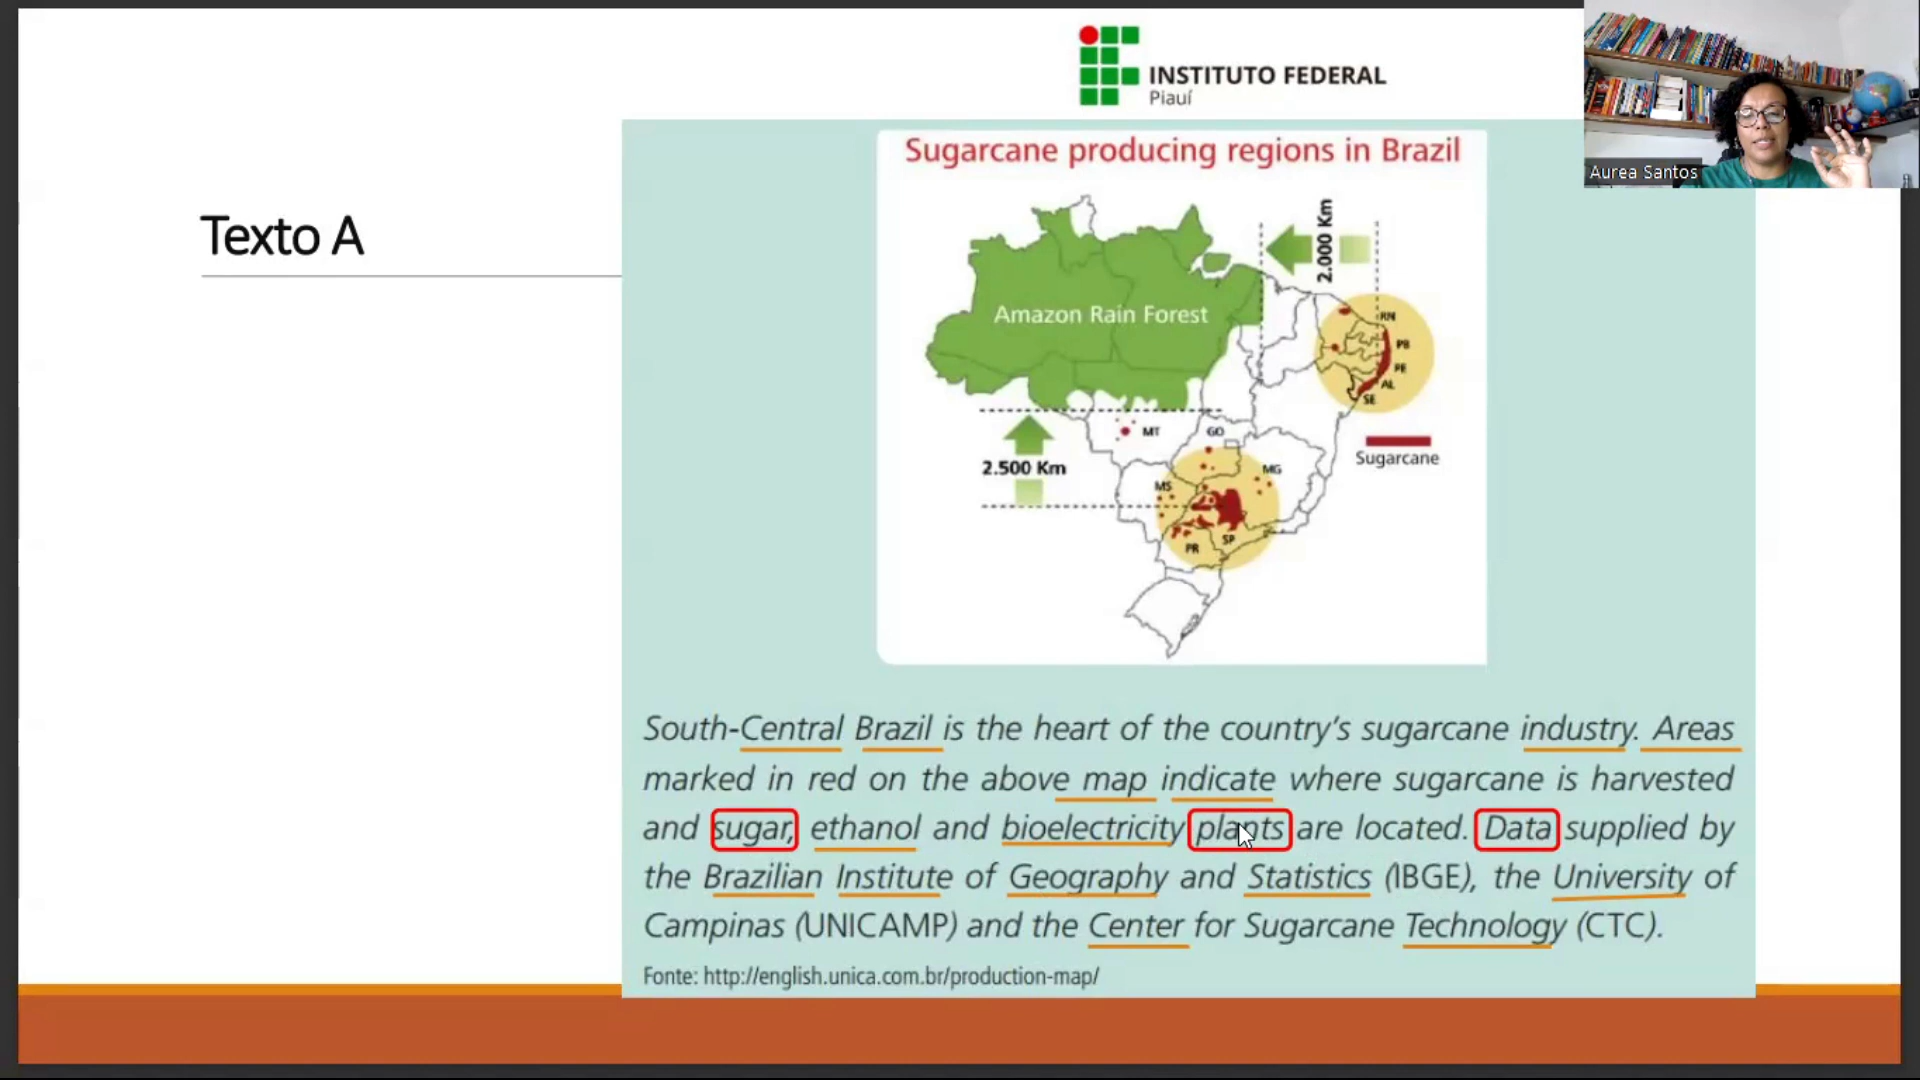 INSTITUTO FEDERAL
Piauí
Aurea Santos
Texto A
Sugarcane producing regions in Brazil
2.000 Km
Amazon Rain Forest
RN
PB
PE
AL
SE
MT
GO
2.500 Km
MG
MS
PR
SP
Sugarcane
South-Central Brazil is the heart of the country's sugarcane industry. Areas
marked in red on the above map indicate where sugarcane is harvested
and sugar, ethanol and bioelectricity plants are located. Data supplied by
the Brazilian Institute of Geography and Statistics (IBGE), the University of
Campinas (UNICAMP) and the Center for Sugarcane Technology (CTC).
Fonte: http://english.unica.com.br/production-map/